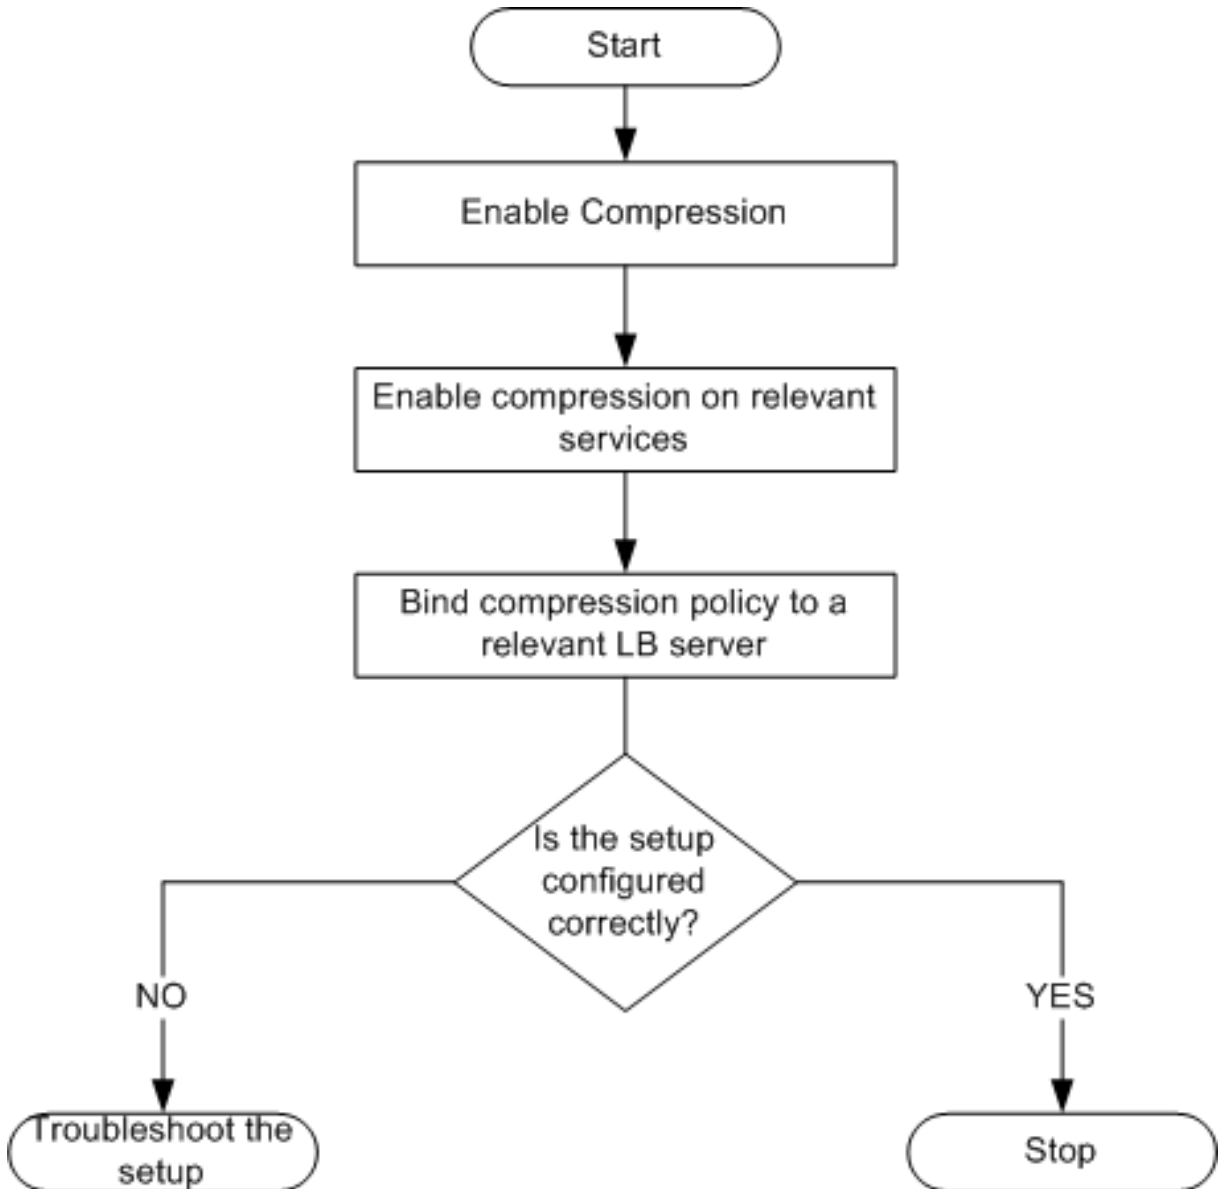 Start
Enable Compression
Enable compression on relevant
services
Bind compression policy to a
relevant LB server
Is the setup
configured
correctly?
NO
YES
Troubleshoot the
setup
Stop